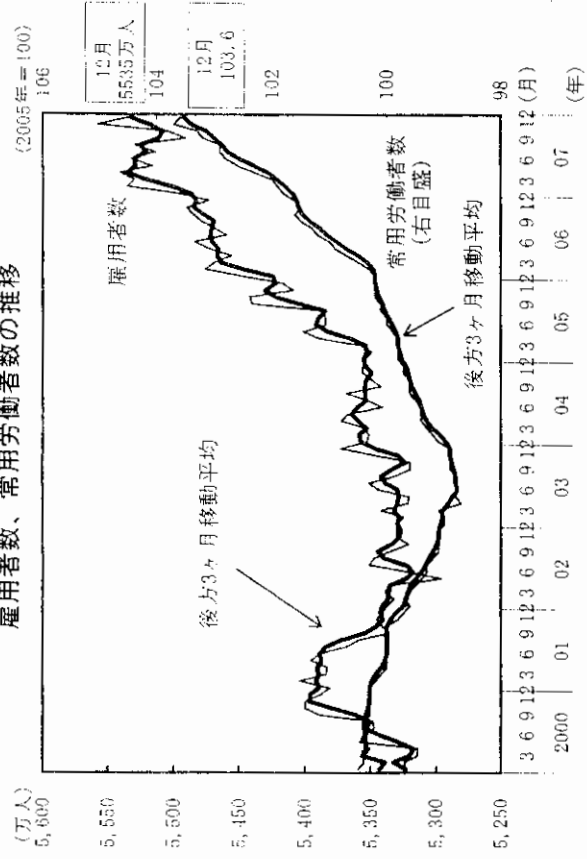 雇用者数、常用労働者数の推移
(万人)
(2005年=100)
5,600
5,550
5,500
5,450
5,400
5,350
5,300
5,250
106
104
102
100
98
12月
5535万人
12月
103.6
雇用者数
後方3ヶ月移動平均
常用労働者数
(右目盛)
後方3ヶ月移動平均
3 6 9 12 3 6 9 12 3 6 9 12 3 6 9 12 3 6 9 12 3 6 9 12 3 6 9 12 3 6 9 12 (月)
2000 01 02 03 04 05 06 07 (年)